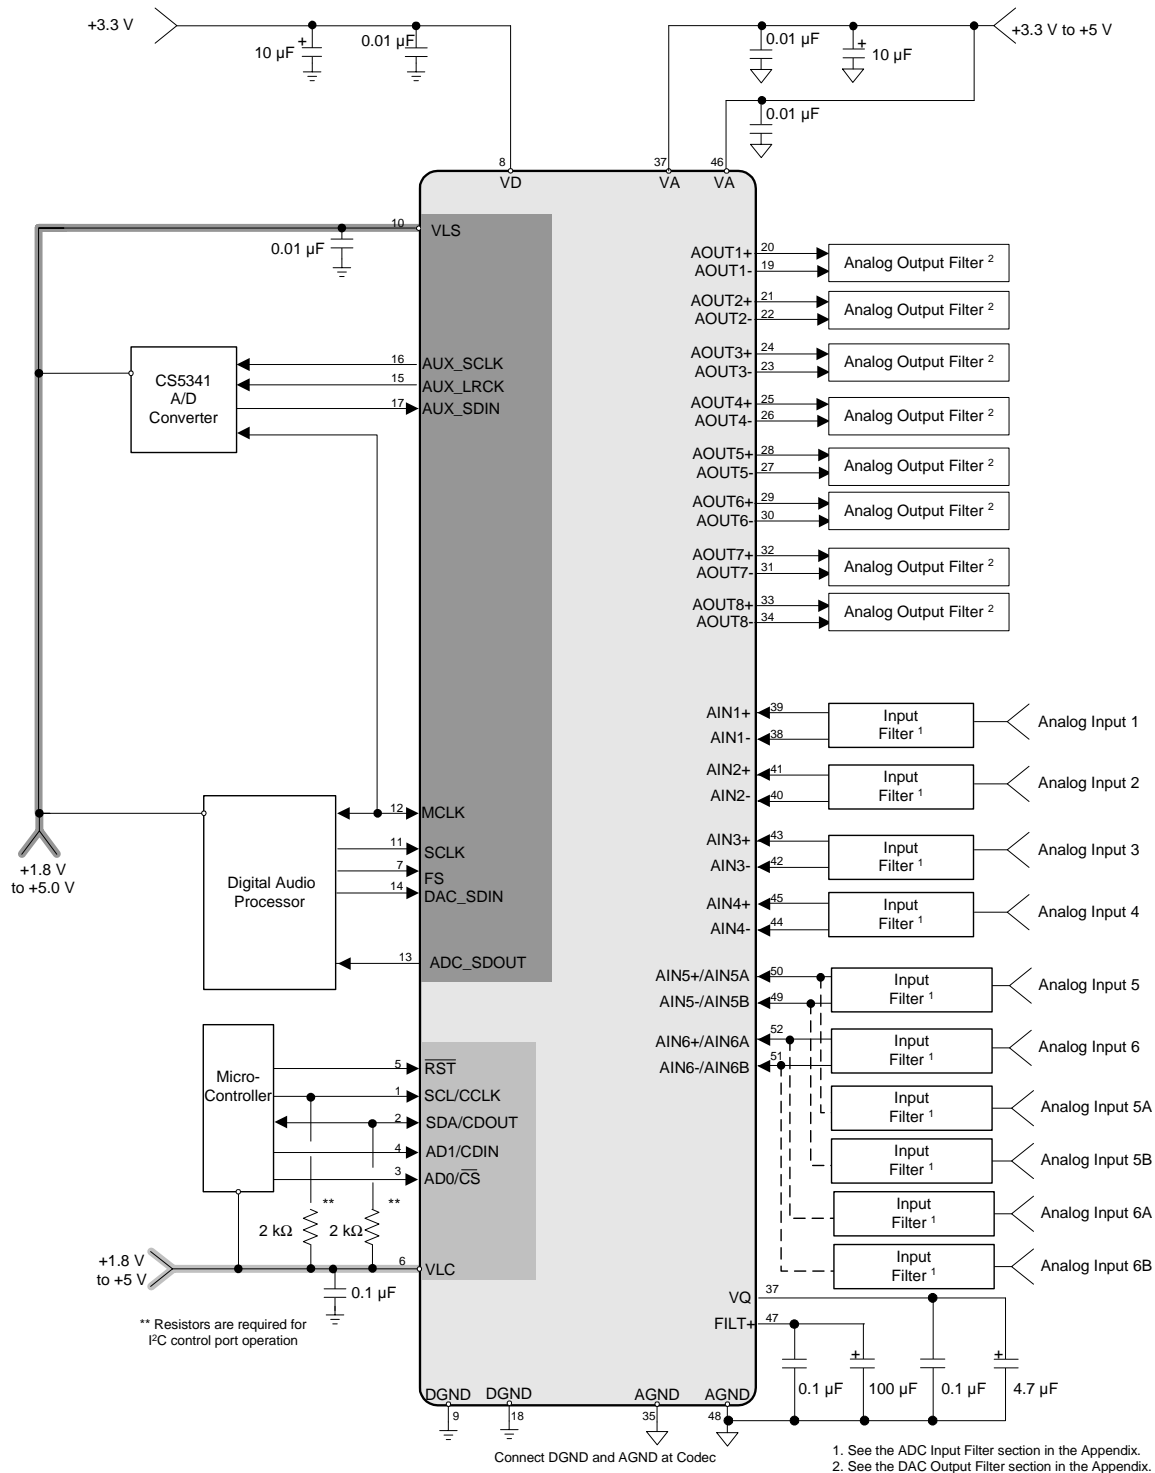 +3.3 V
10 µF
+
0.01 µF
0.01 µF
+
10 µF
+3.3 V to +5 V
0.01 µF
8
VD
37
VA
46
VA
10
VLS
0.01 µF
CS5341
A/D
Converter
16
AUX_SCLK
15
AUX_LRCK
17
AUX_SDIN
AOUT1+
20
AOUT1-
19
Analog Output Filter 2
AOUT2+
21
AOUT2-
22
Analog Output Filter 2
AOUT3+
24
AOUT3-
23
Analog Output Filter 2
AOUT4+
25
AOUT4-
26
Analog Output Filter 2
AOUT5+
28
AOUT5-
27
Analog Output Filter 2
AOUT6+
29
AOUT6-
30
Analog Output Filter 2
AOUT7+
32
AOUT7-
31
Analog Output Filter 2
AOUT8+
33
AOUT8-
34
Analog Output Filter 2
+1.8 V
to +5.0 V
Digital Audio
Processor
12
MCLK
11
SCLK
7
FS
14
DAC_SDIN
13
ADC_SDOUT
AIN1+
39
AIN1-
38
Input
Filter 1
Analog Input 1
AIN2+
41
AIN2-
40
Input
Filter 1
Analog Input 2
AIN3+
43
AIN3-
42
Input
Filter 1
Analog Input 3
AIN4+
45
AIN4-
44
Input
Filter 1
Analog Input 4
AIN5+/AIN5A
50
AIN5-/AIN5B
49
Input
Filter 1
Analog Input 5
AIN6+/AIN6A
52
AIN6-/AIN6B
51
Input
Filter 1
Analog Input 6
Input
Filter 1
Analog Input 5A
Input
Filter 1
Analog Input 5B
Input
Filter 1
Analog Input 6A
Input
Filter 1
Analog Input 6B
Micro-
Controller
5
RST
1
SCL/CCLK
2
SDA/CDOUT
4
AD1/CDIN
3
AD0/CS
**
**
2 kΩ
2 kΩ
+1.8 V
to +5 V
6
VLC
0.1 µF
** Resistors are required for
I²C control port operation
VQ
37
FILT+
47
+
+
0.1 µF
100 µF
0.1 µF
4.7 µF
DGND
DGND
AGND
AGND
9
18
35
48
Connect DGND and AGND at Codec
1. See the ADC Input Filter section in the Appendix.
2. See the DAC Output Filter section in the Appendix.